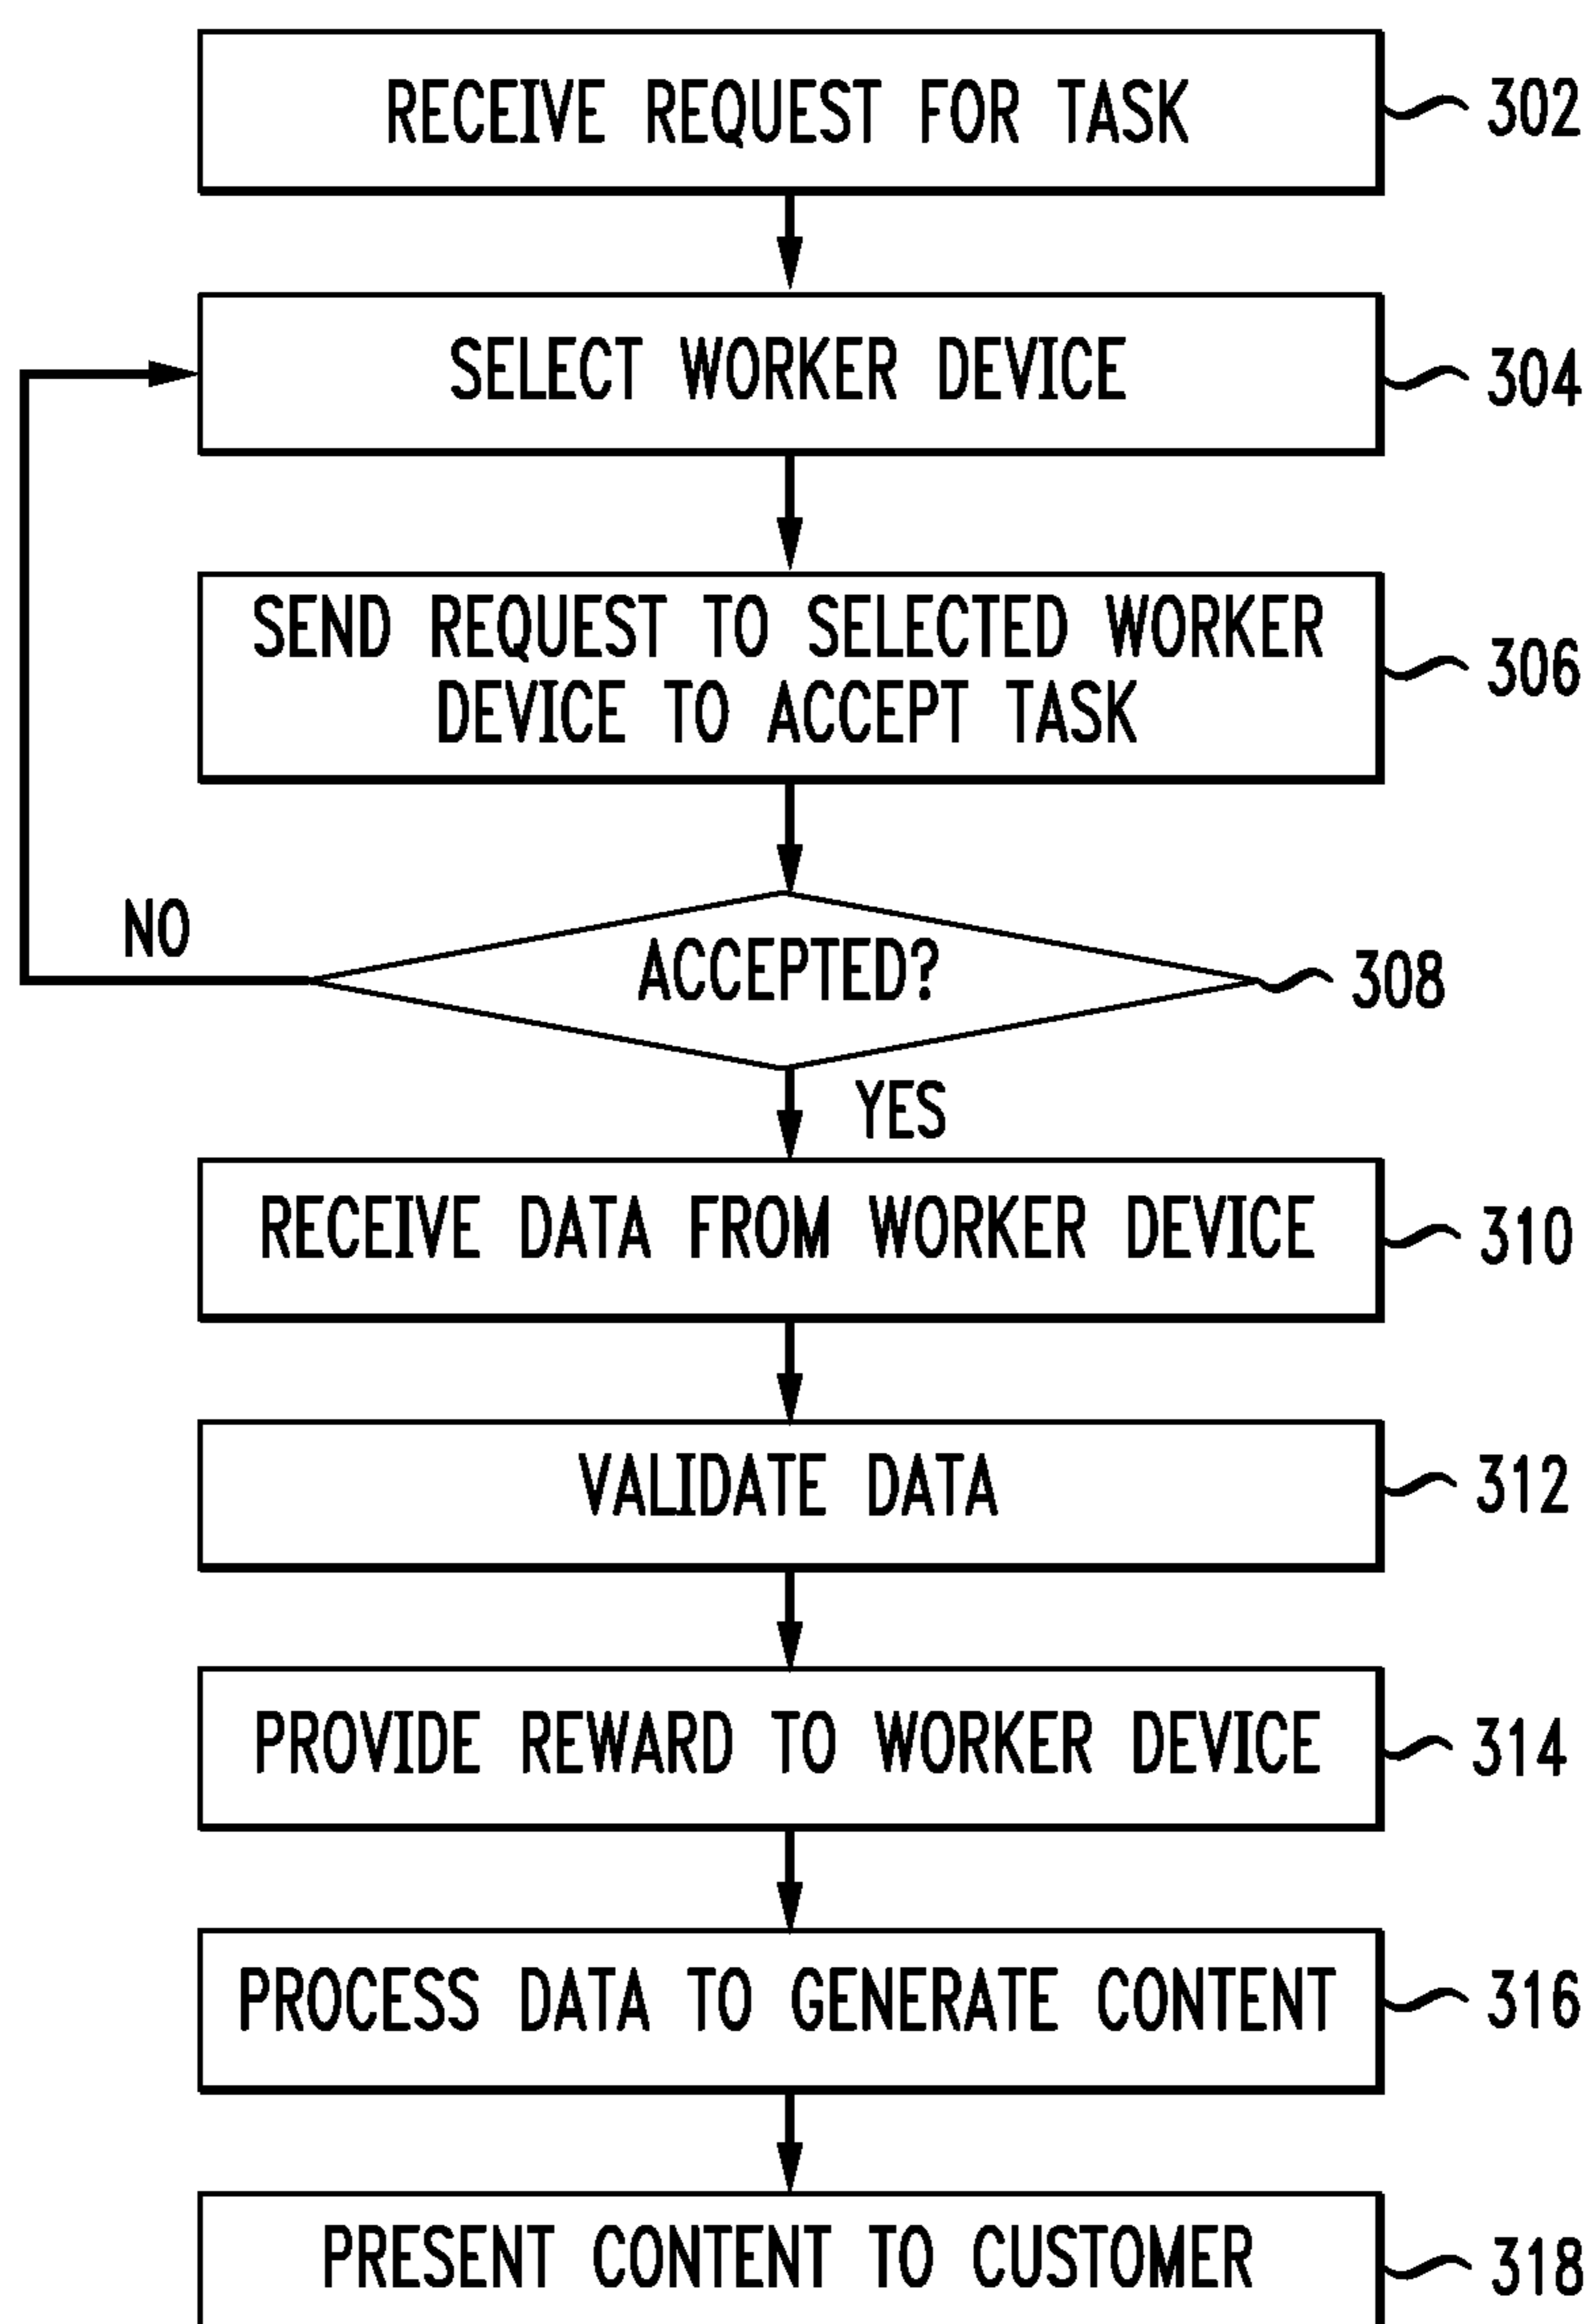 RECEIVE REQUEST FOR TASK
302
SELECT WORKER DEVICE
304
SEND REQUEST TO SELECTED WORKER
DEVICE TO ACCEPT TASK
306
NO
ACCEPTED?
308
YES
RECEIVE DATA FROM WORKER DEVICE
310
VALIDATE DATA
312
PROVIDE REWARD TO WORKER DEVICE
314
PROCESS DATA TO GENERATE CONTENT
316
PRESENT CONTENT TO CUSTOMER
318